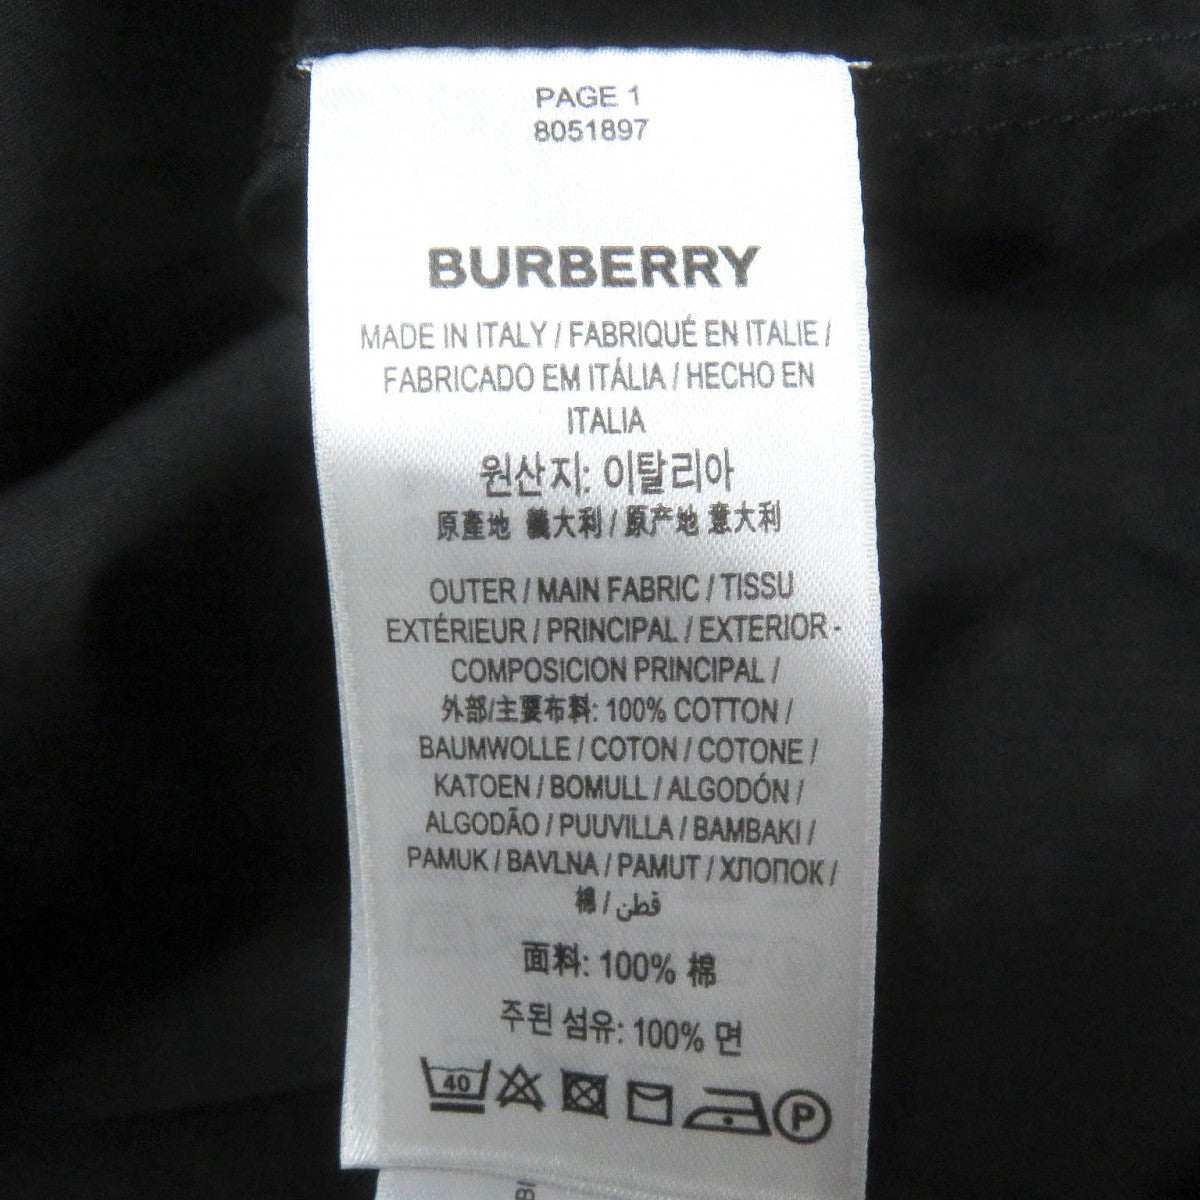 PAGE 1
8051897
BURBERRY
MADE IN ITALY / FABRIQUÉ EN ITALIE /
FABRICADO EM ITÁLIA / HECHO EN
ITALIA
원산지: 이탈리아
原產地 義大利 / 原产地 意大利
OUTER / MAIN FABRIC / TISSU
EXTÉRIEUR / PRINCIPAL / EXTERIOR -
COMPOSICION PRINCIPAL /
外部/主要布料: 100% COTTON /
BAUMWOLLE / COTON / COTONE /
KATOEN / BOMULL / ALGODÓN /
ALGODÃO / PUUVILLA / BAMBAKI /
PAMUK / BAVLNA / PAMUT / ХЛОПОК /
棉 / قطن
面料: 100% 棉
주된 섬유: 100% 면
40 P